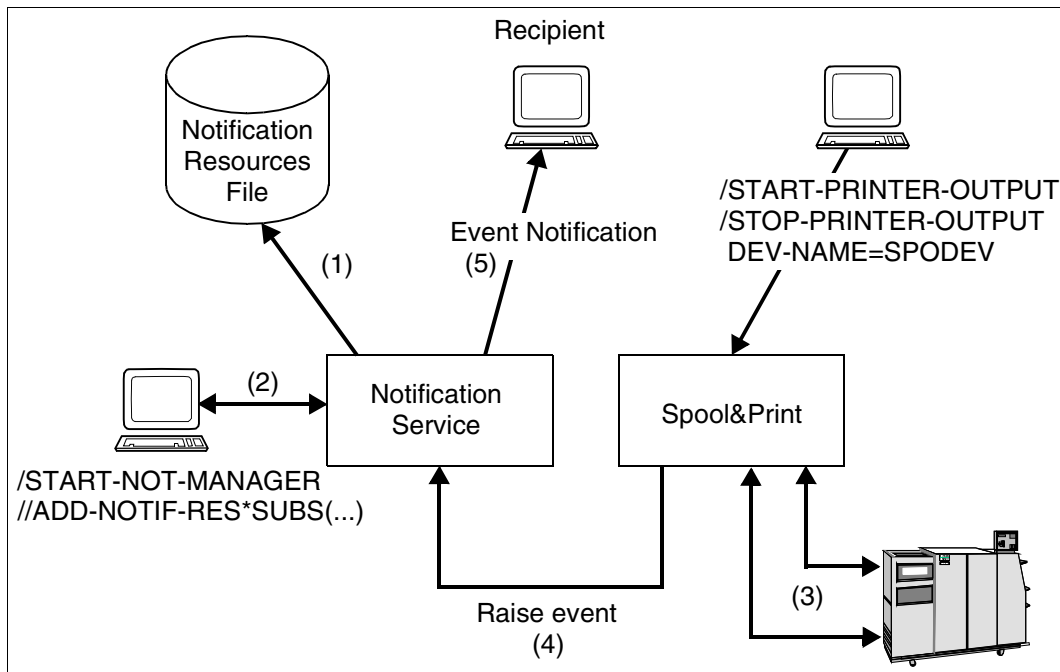 Recipient
Notification
Resources
File
/START-PRINTER-OUTPUT
/STOP-PRINTER-OUTPUT
DEV-NAME=SPODEV
Event Notification
(5)
(1)
(2)
Notification
Service
Spool&Print
/START-NOT-MANAGER
//ADD-NOTIF-RES*SUBS(...)
(3)
Raise event
(4)